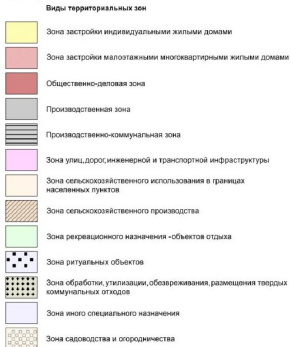 Виды территориальных зон
Зона застройки индивидуальными жилыми домами
Зона застройки малоэтажными многоквартирными жилыми домами
Общественно-деловая зона
Производственная зона
Производственно-коммунальная зона
Зона улиц,дорог,инженерной и транспортной инфраструктуры
Зона сельскохозяйственного использования в границах
населенных пунктов
Зона сельскохозяйственного производства
Зона рекреационного назначения -объектов отдыха
Зона ритуальных объектов
Зона обработки, утилизации,обезвреживания,размещения твердых
коммунальных отходов
Зона иного специального назначения
Зона садоводства и огородничества